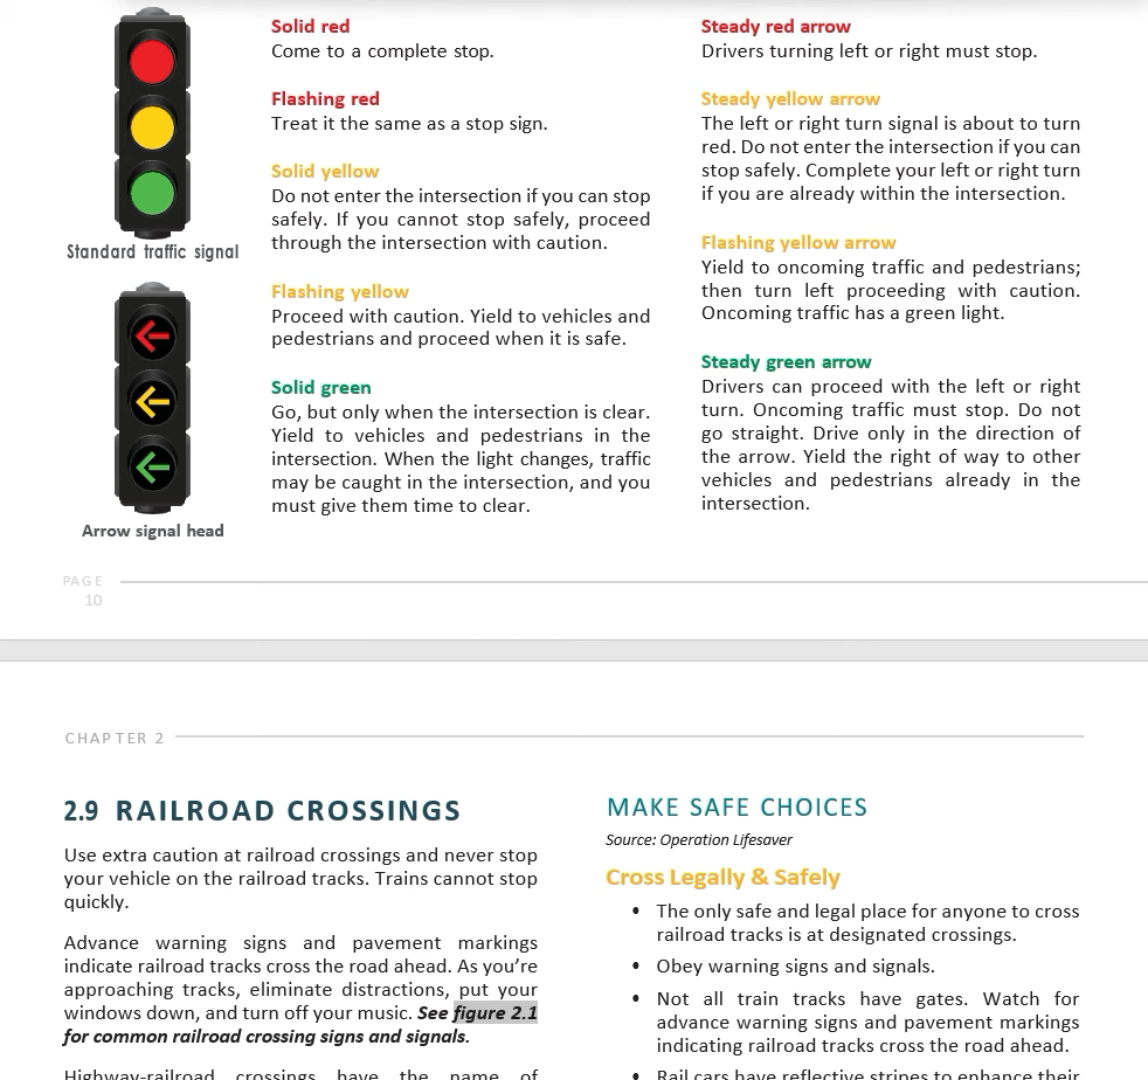 Standard traffic signal
Arrow signal head
Solid red
Come to a complete stop.
Flashing red
Treat it the same as a stop sign.
Solid yellow
Do not enter the intersection if you can stop
safely. If you cannot stop safely, proceed
through the intersection with caution.
Flashing yellow
Proceed with caution. Yield to vehicles and
pedestrians and proceed when it is safe.
Solid green
Go, but only when the intersection is clear.
Yield to vehicles and pedestrians in the
intersection. When the light changes, traffic
may be caught in the intersection, and you
must give them time to clear.
Steady red arrow
Drivers turning left or right must stop.
Steady yellow arrow
The left or right turn signal is about to turn
red. Do not enter the intersection if you can
stop safely. Complete your left or right turn
if you are already within the intersection.
Flashing yellow arrow
Yield to oncoming traffic and pedestrians;
then turn left proceeding with caution.
Oncoming traffic has a green light.
Steady green arrow
Drivers can proceed with the left or right
turn. Oncoming traffic must stop. Do not
go straight. Drive only in the direction of
the arrow. Yield the right of way to other
vehicles and pedestrians already in the
intersection.
PAGE
10
CHAPTER 2
2.9 RAILROAD CROSSINGS
Use extra caution at railroad crossings and never stop
your vehicle on the railroad tracks. Trains cannot stop
quickly.
Advance warning signs and pavement markings
indicate railroad tracks cross the road ahead. As you’re
approaching tracks, eliminate distractions, put your
windows down, and turn off your music. See figure 2.1
for common railroad crossing signs and signals.
Highway-railroad crossings have the name of
MAKE SAFE CHOICES
Source: Operation Lifesaver
Cross Legally & Safely
• The only safe and legal place for anyone to cross
railroad tracks is at designated crossings.
• Obey warning signs and signals.
• Not all train tracks have gates. Watch for
advance warning signs and pavement markings
indicating railroad tracks cross the road ahead.
• Rail cars have reflective stripes to enhance their